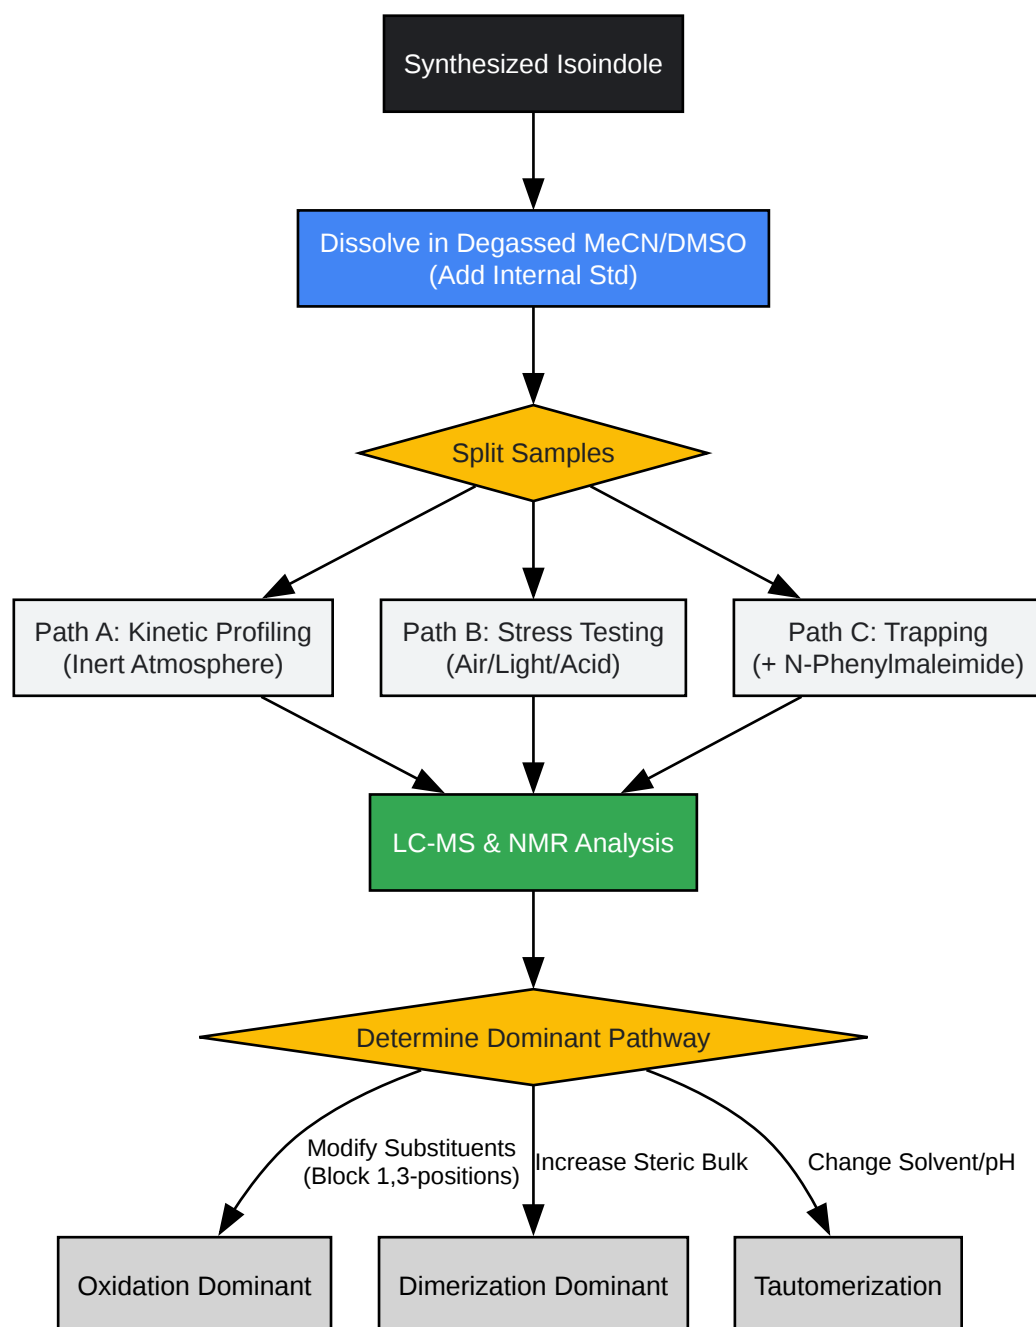 Synthesized Isoindole
Dissolve in Degassed MeCN/DMSO
(Add Internal Std)
Split Samples
Path A: Kinetic Profiling
(Inert Atmosphere)
Path B: Stress Testing
(Air/Light/Acid)
Path C: Trapping
(+ N-Phenylmaleimide)
LC-MS & NMR Analysis
Determine Dominant Pathway
Modify Substituents
(Block 1,3-positions)
Increase Steric Bulk
Change Solvent/pH
Oxidation Dominant
Dimerization Dominant
Tautomerization